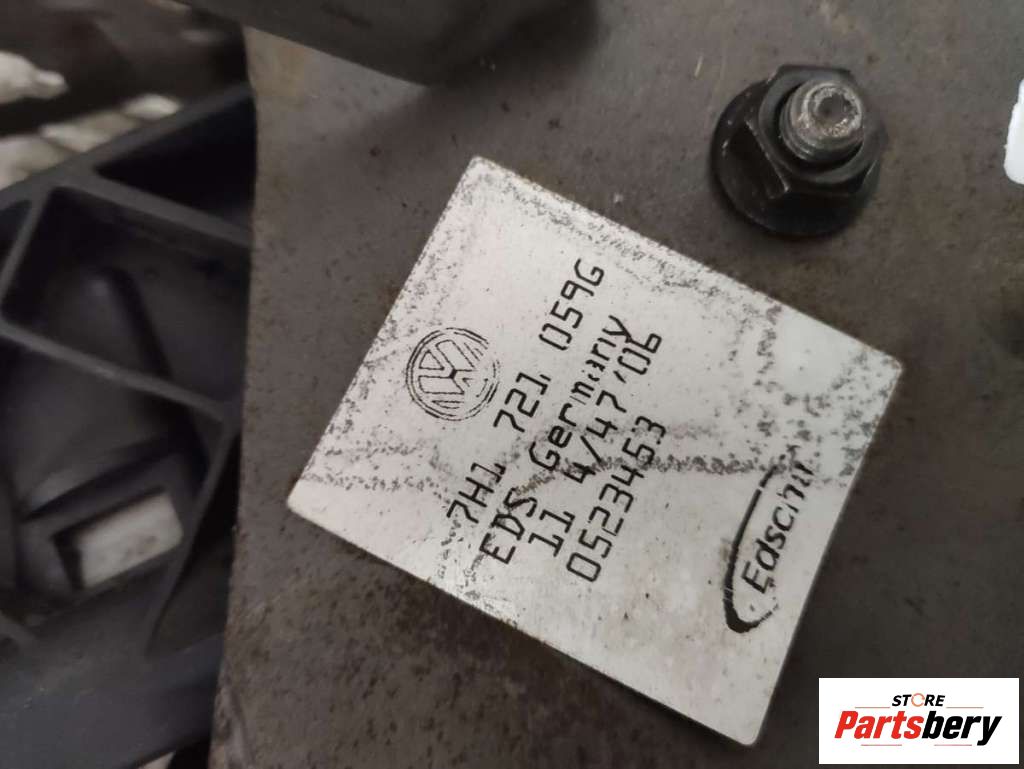 7H1 721 059G
EDS Germany
11 4/47/06
0523463
Edscha
STORE
Partsbery